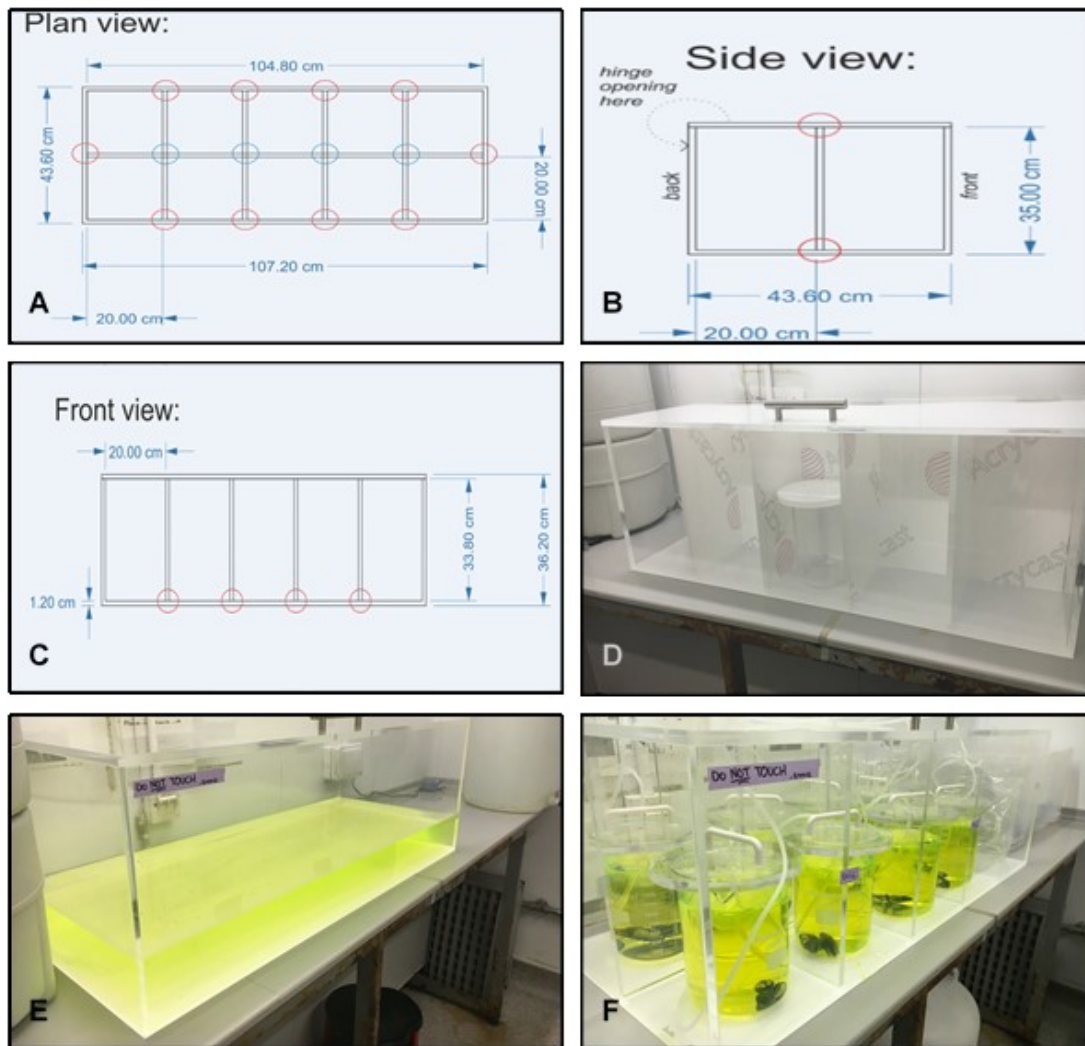 Plan view:
104.80 cm
43.60 cm
20.00 cm
107.20 cm
20.00 cm
A
Side view:
hinge
opening
here
back
front
35.00 cm
43.60 cm
20.00 cm
B
Front view:
20.00 cm
33.80 cm
36.20 cm
1.20 cm
C
Acrycast
Acrycast
D
DO NOT TOUCH
E
DO NOT TOUCH
F